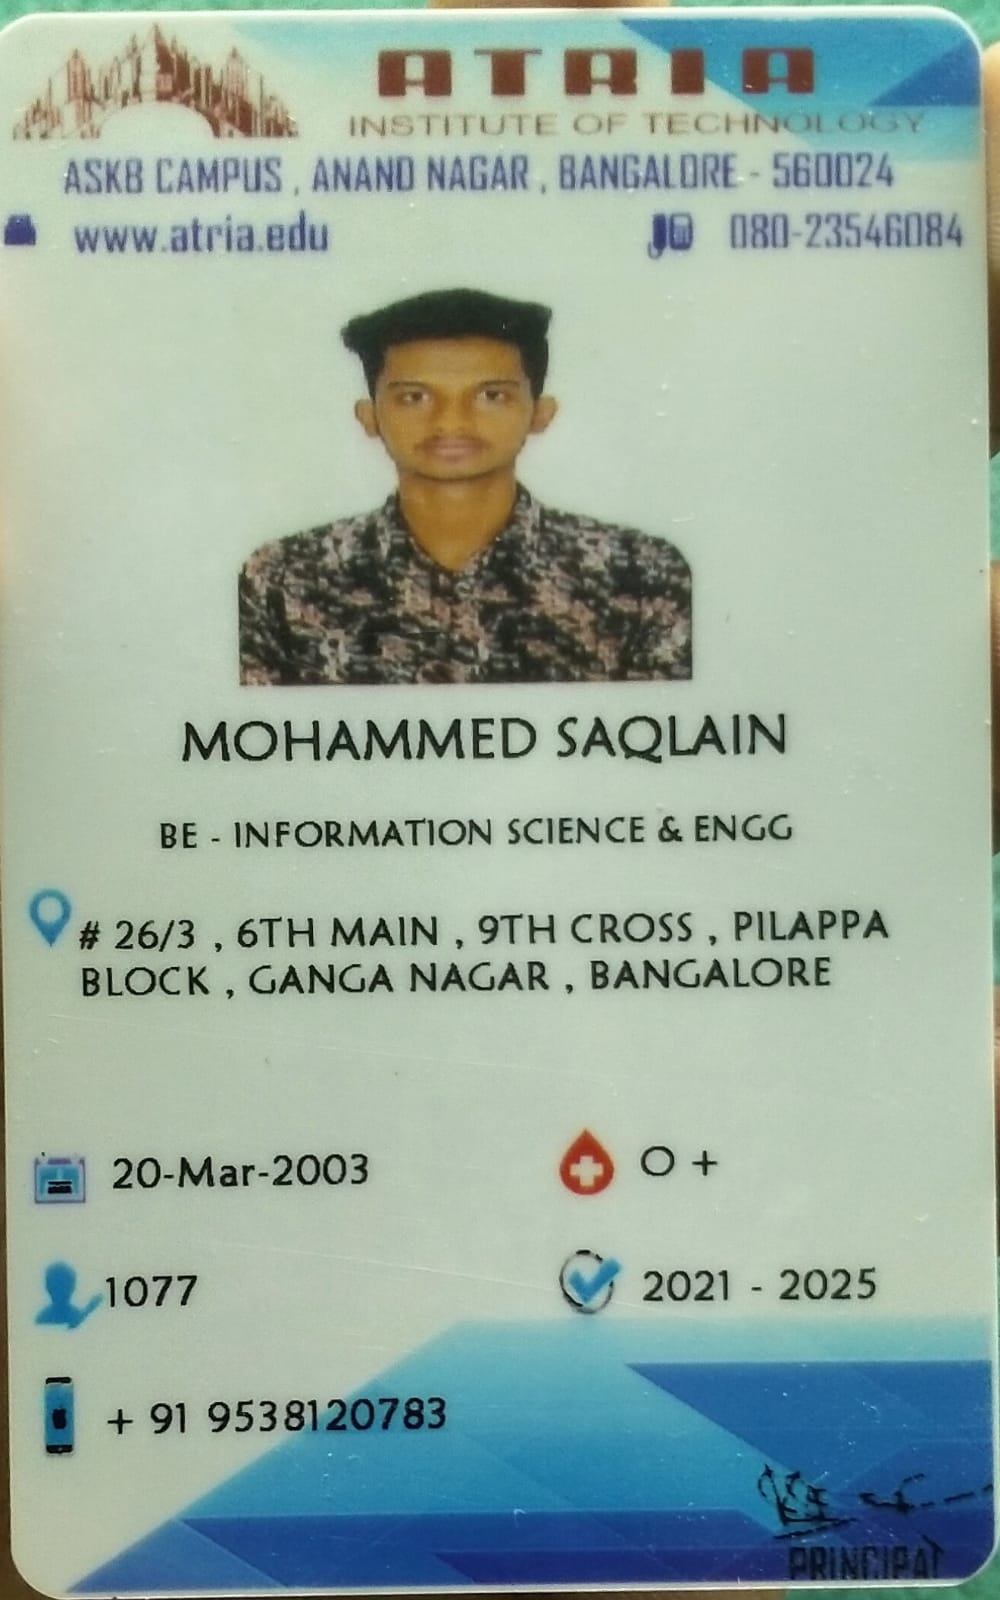 ATRIA
INSTITUTE OF TECHNOLOGY
ASKB CAMPUS , ANAND NAGAR , BANGALORE - 560024
www.atria.edu
080-23546084
MOHAMMED SAQLAIN
BE - INFORMATION SCIENCE & ENGG
# 26/3 , 6TH MAIN , 9TH CROSS , PILAPPA
BLOCK , GANGA NAGAR , BANGALORE
20-Mar-2003
O +
1077
2021 - 2025
+ 91 9538120783
PRINCIPAL